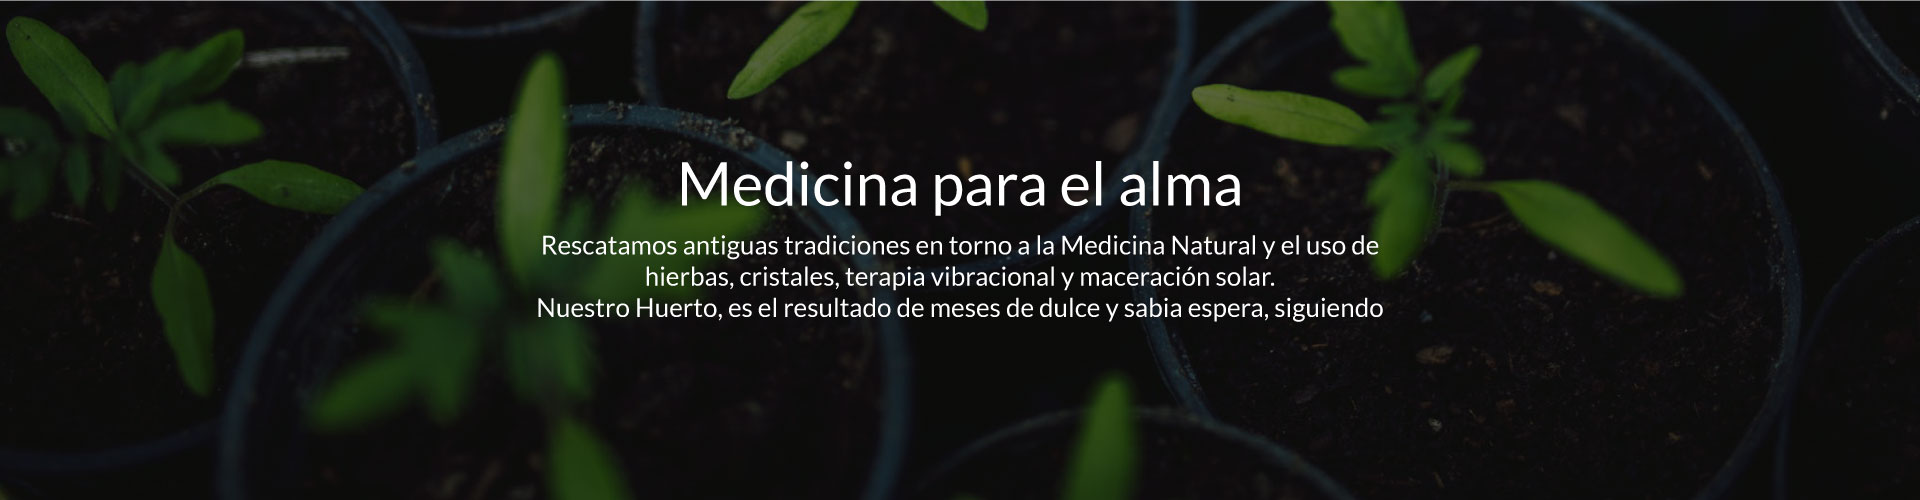 Medicina para el alma
Rescatamos antiguas tradiciones en torno a la Medicina Natural y el uso de
hierbas, cristales, terapia vibracional y maceración solar.
Nuestro Huerto, es el resultado de meses de dulce y sabia espera, siguiendo